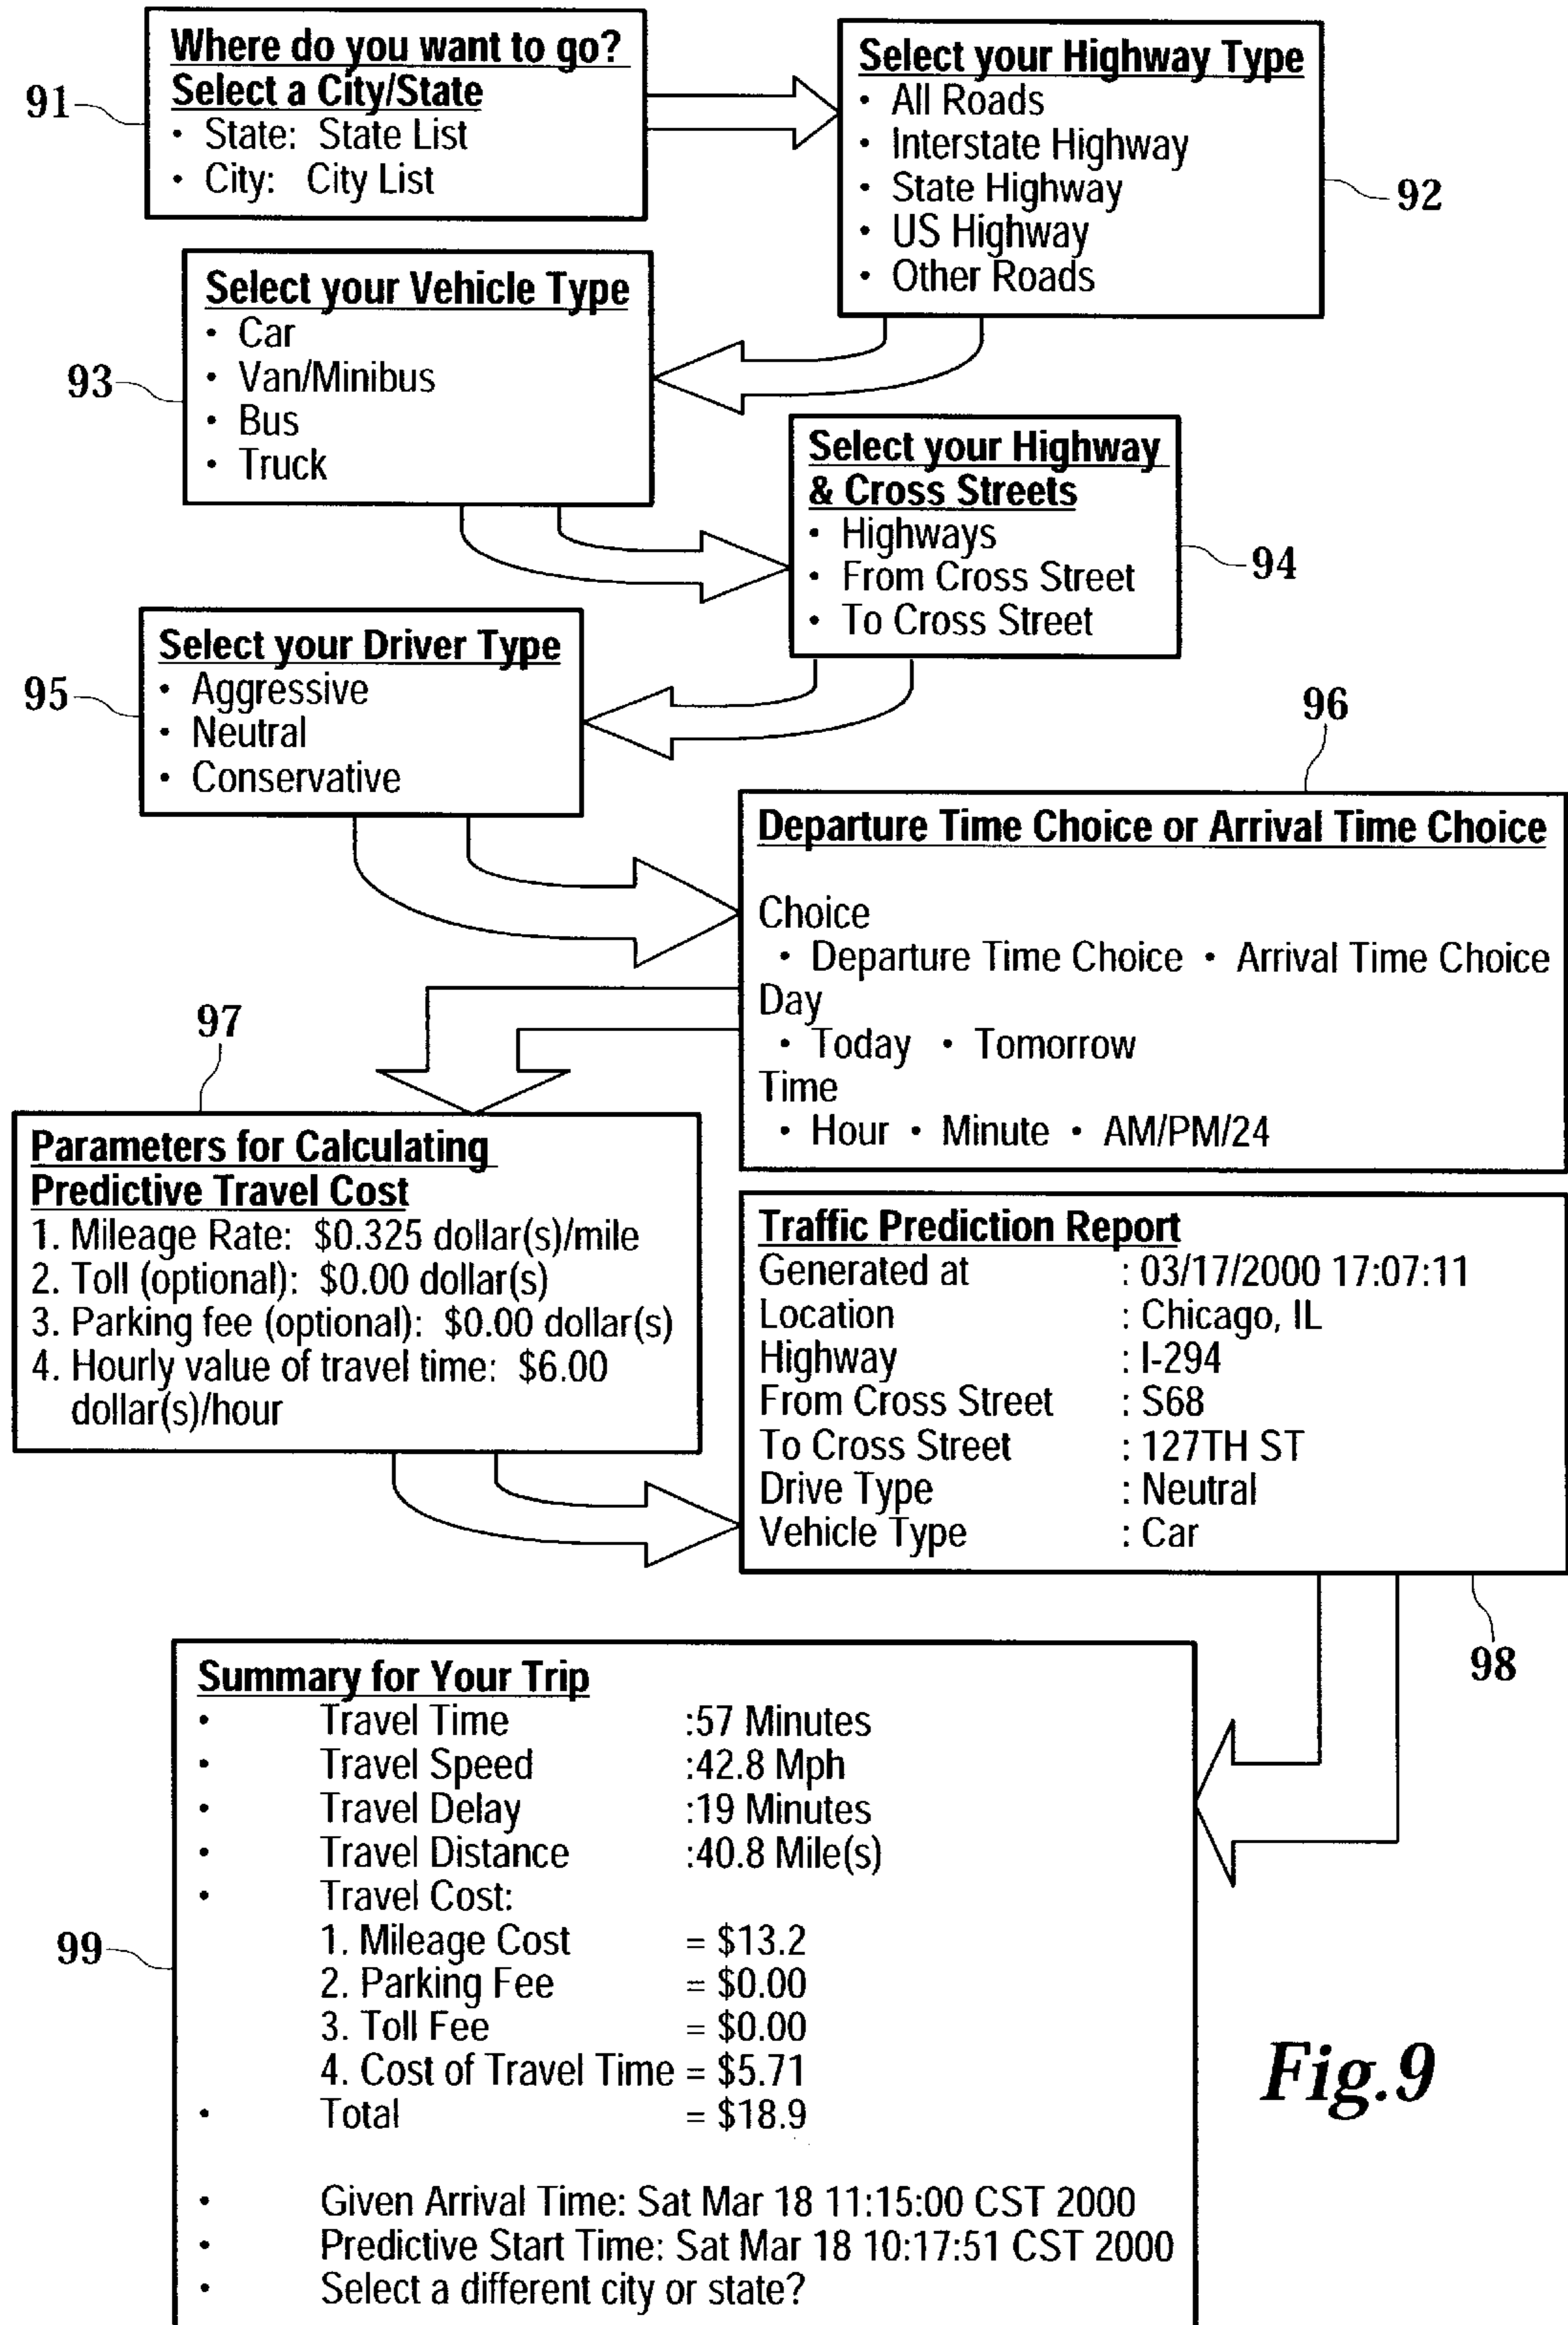 91
Where do you want to go?
Select a City/State
• State: State List
• City: City List
Select your Highway Type
• All Roads
• Interstate Highway
• State Highway
• US Highway
• Other Roads
92
93
Select your Vehicle Type
• Car
• Van/Minibus
• Bus
• Truck
Select your Highway
& Cross Streets
• Highways
• From Cross Street
• To Cross Street
94
95
Select your Driver Type
• Aggressive
• Neutral
• Conservative
96
Departure Time Choice or Arrival Time Choice
Choice
• Departure Time Choice • Arrival Time Choice
Day
• Today • Tomorrow
Time
• Hour • Minute • AM/PM/24
97
Parameters for Calculating
Predictive Travel Cost
1. Mileage Rate: $0.325 dollar(s)/mile
2. Toll (optional): $0.00 dollar(s)
3. Parking fee (optional): $0.00 dollar(s)
4. Hourly value of travel time: $6.00
dollar(s)/hour
Traffic Prediction Report
Generated at : 03/17/2000 17:07:11
Location : Chicago, IL
Highway : I-294
From Cross Street : S68
To Cross Street : 127TH ST
Drive Type : Neutral
Vehicle Type : Car
98
99
Summary for Your Trip
• Travel Time :57 Minutes
• Travel Speed :42.8 Mph
• Travel Delay :19 Minutes
• Travel Distance :40.8 Mile(s)
• Travel Cost:
1. Mileage Cost = $13.2
2. Parking Fee = $0.00
3. Toll Fee = $0.00
4. Cost of Travel Time = $5.71
• Total = $18.9
• Given Arrival Time: Sat Mar 18 11:15:00 CST 2000
• Predictive Start Time: Sat Mar 18 10:17:51 CST 2000
• Select a different city or state?
Fig.9